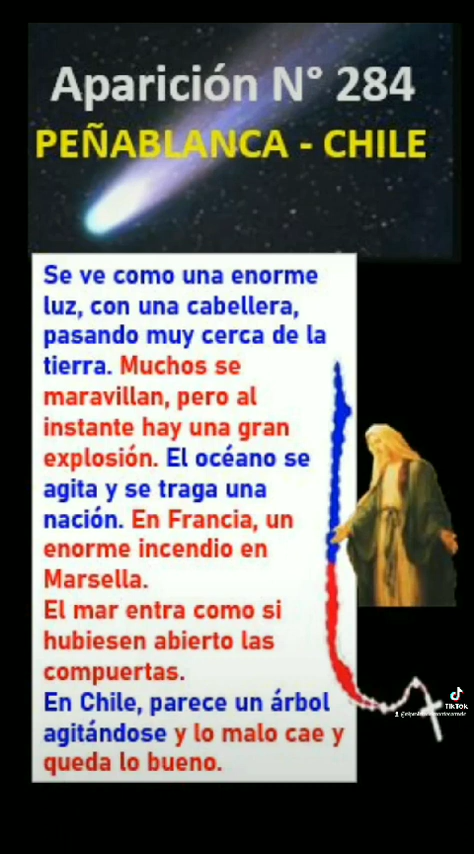 Aparición N° 284
PEÑABLANCA - CHILE
Se ve como una enorme
luz, con una cabellera,
pasando muy cerca de la
tierra. Muchos se
maravillan, pero al
instante hay una gran
explosión. El océano se
agita y se traga una
nación. En Francia, un
enorme incendio en
Marsella.
El mar entra como si
hubiesen abierto las
compuertas.
En Chile, parece un árbol
agitándose y lo malo cae y
queda lo bueno.
TikTok